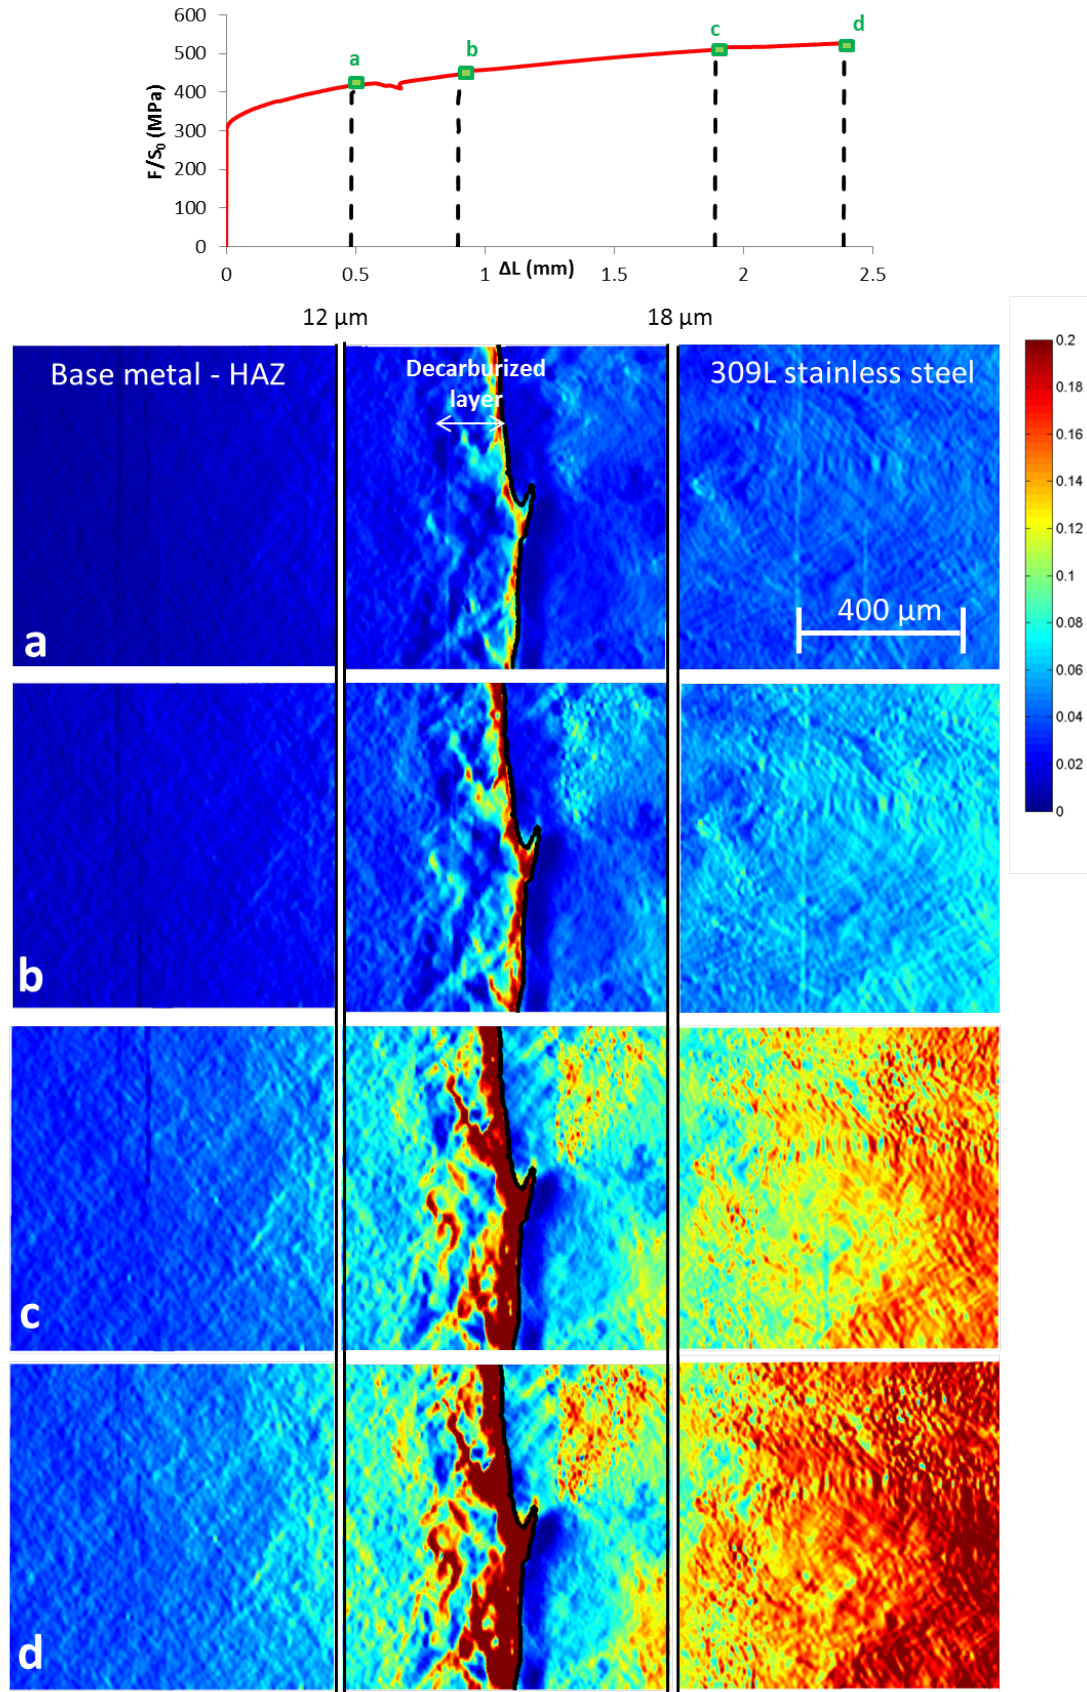 600
500
400
300
200
100
0
F/S₀ (MPa)
a
b
c
d
0
0.5
1
1.5
2
2.5
ΔL (mm)
12 µm
18 µm
Base metal - HAZ
Decarburized
layer
309L stainless steel
400 µm
a
b
c
d
0.2
0.18
0.16
0.14
0.12
0.1
0.08
0.06
0.04
0.02
0